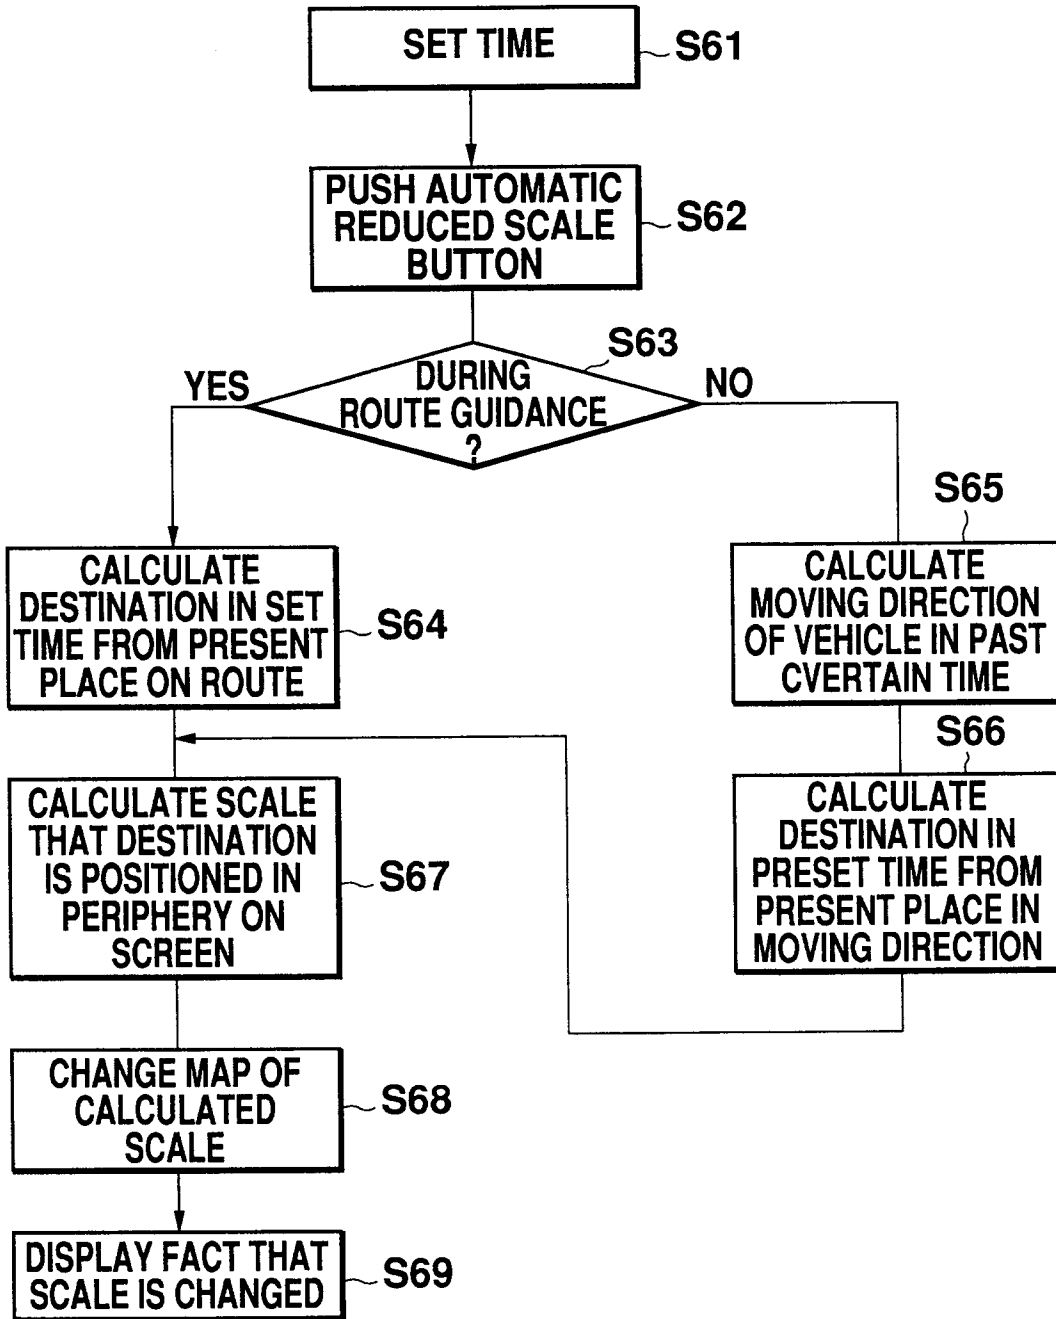 SET TIME
S61
PUSH AUTOMATIC
REDUCED SCALE
BUTTON
S62
S63
DURING
ROUTE GUIDANCE
?
YES
NO
CALCULATE
DESTINATION IN SET
TIME FROM PRESENT
PLACE ON ROUTE
S64
S65
CALCULATE
MOVING DIRECTION
OF VEHICLE IN PAST
CVERTAIN TIME
S66
CALCULATE
DESTINATION IN
PRESET TIME FROM
PRESENT PLACE IN
MOVING DIRECTION
CALCULATE SCALE
THAT DESTINATION
IS POSITIONED IN
PERIPHERY ON
SCREEN
S67
CHANGE MAP OF
CALCULATED
SCALE
S68
DISPLAY FACT THAT
SCALE IS CHANGED
S69